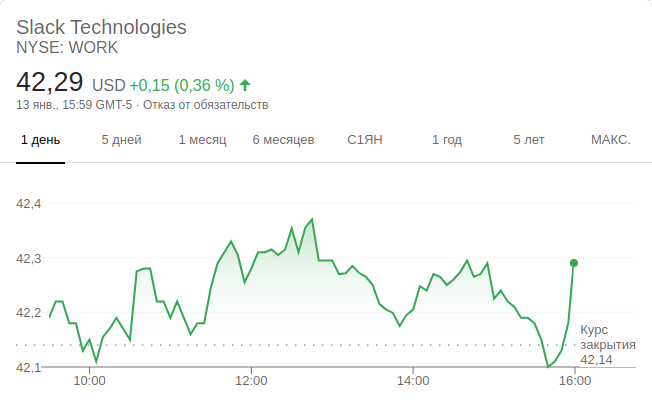 Slack Technologies
NYSE: WORK
42,29 USD +0,15 (0,36 %)
13 янв., 15:59 GMT-5 · Отказ от обязательств
1 день 5 дней 1 месяц 6 месяцев С1ЯН 1 год 5 лет МАКС.
42,4
42,3
42,2
42,1
Курс
закрытия
42,14
10:00 12:00 14:00 16:00